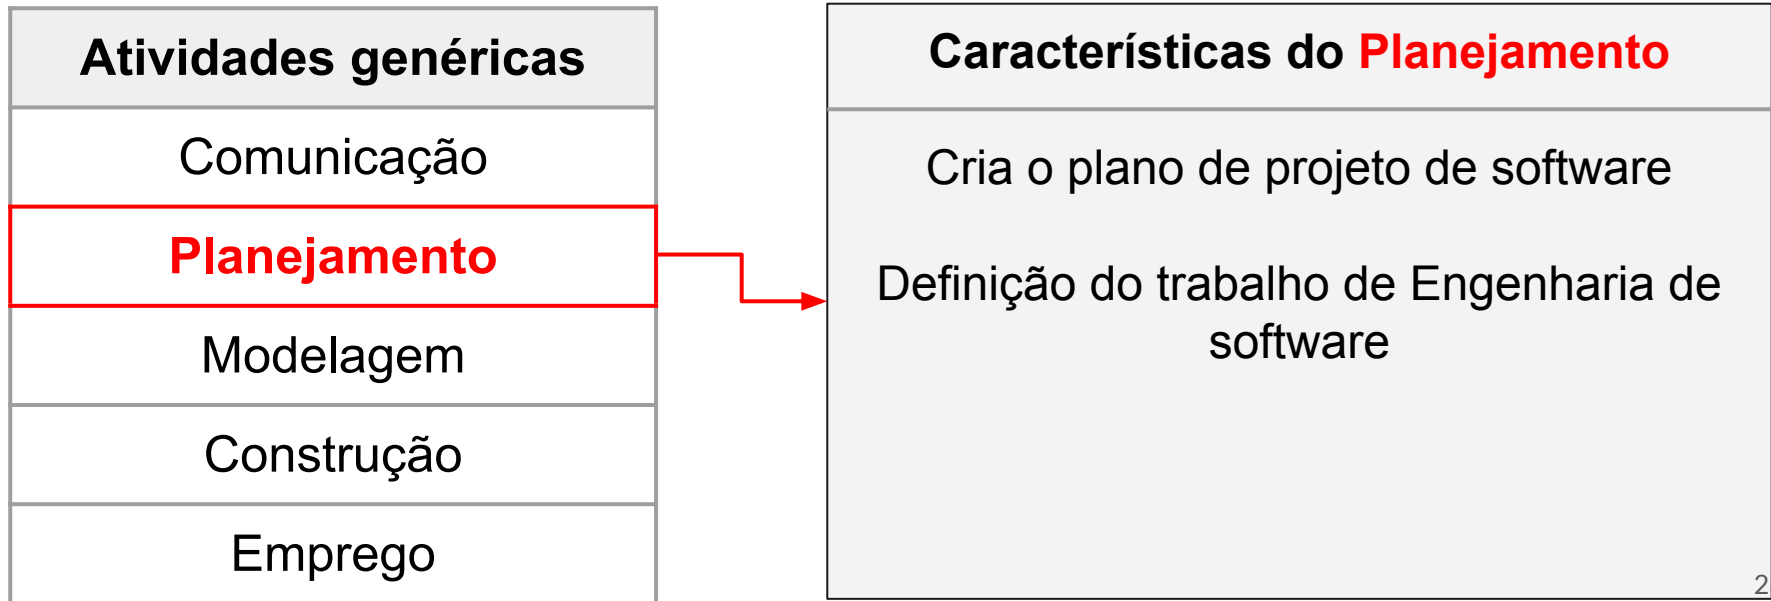 Atividades genéricas
Comunicação
Planejamento
Modelagem
Construção
Emprego
Características do Planejamento
Cria o plano de projeto de software
Definição do trabalho de Engenharia de
software
2